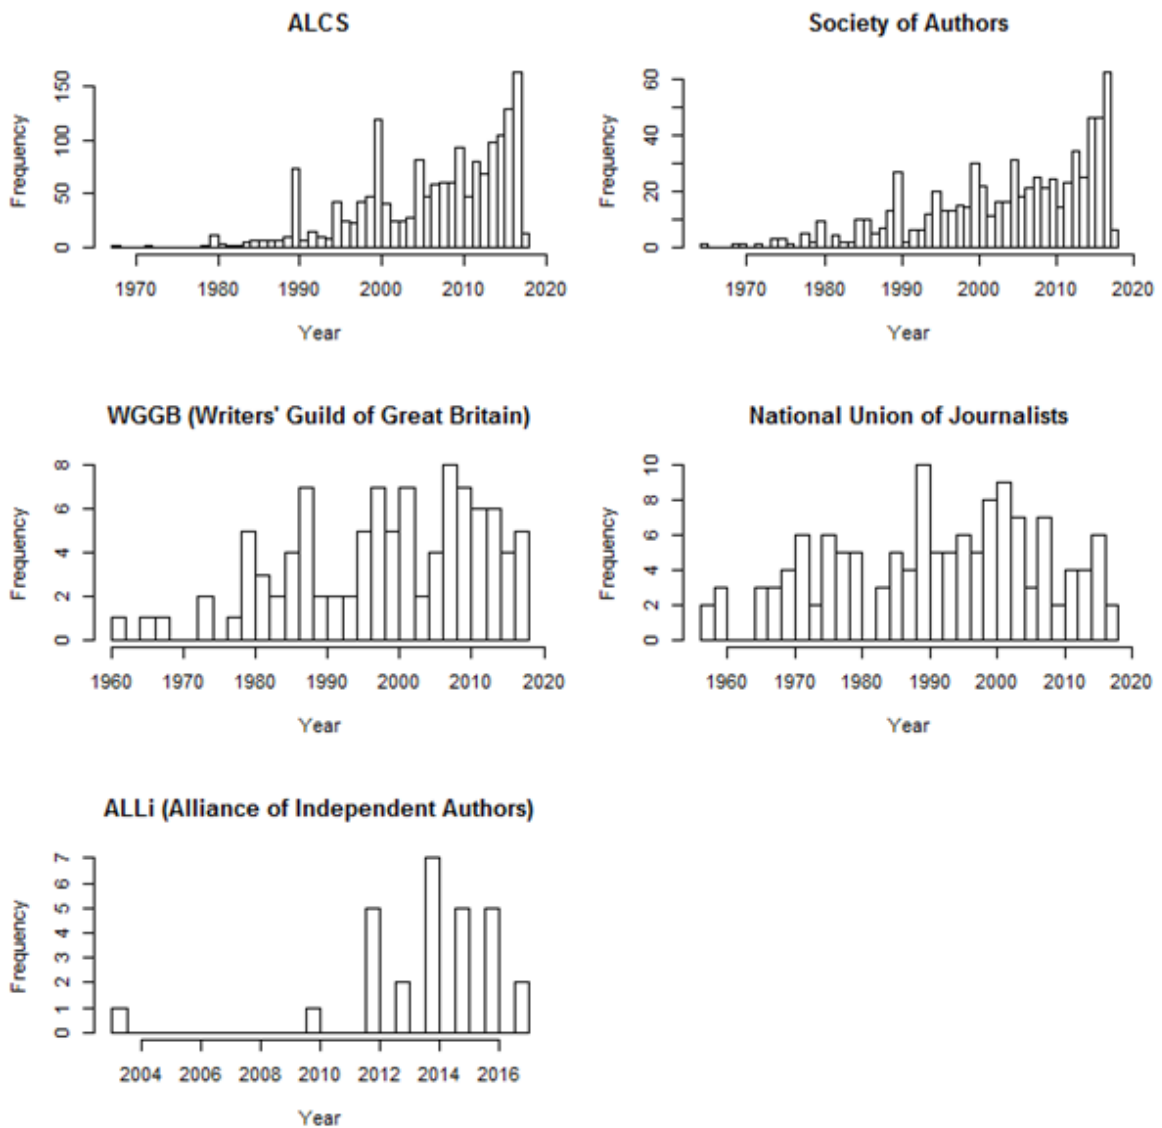 ALCS
Frequency
150
100
50
0
1970 1980 1990 2000 2010 2020
Year
Society of Authors
Frequency
60
40
20
0
1970 1980 1990 2000 2010 2020
Year
WGGB (Writers' Guild of Great Britain)
Frequency
8
6
4
2
0
1960 1970 1980 1990 2000 2010 2020
Year
National Union of Journalists
Frequency
10
8
6
4
2
0
1960 1970 1980 1990 2000 2010 2020
Year
ALLi (Alliance of Independent Authors)
Frequency
7
6
5
4
3
2
1
0
2004 2006 2008 2010 2012 2014 2016
Year